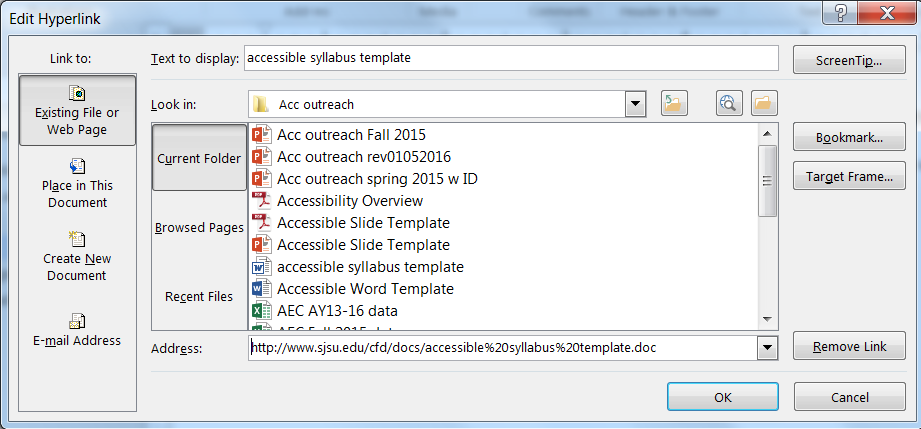 Edit Hyperlink
Link to:
Text to display: accessible syllabus template
ScreenTip...
Existing File or
Web Page
Look in: Acc outreach
Current Folder
Acc outreach Fall 2015
Acc outreach rev01052016
Acc outreach spring 2015 w ID
Accessibility Overview
Accessible Slide Template
Accessible Slide Template
accessible syllabus template
Accessible Word Template
AEC AY13-16 data
Bookmark...
Target Frame...
Place in This
Document
Browsed Pages
Create New
Document
Recent Files
E-mail Address
Address: http://www.sjsu.edu/cfd/docs/accessible%20syllabus%20template.doc
Remove Link
OK
Cancel